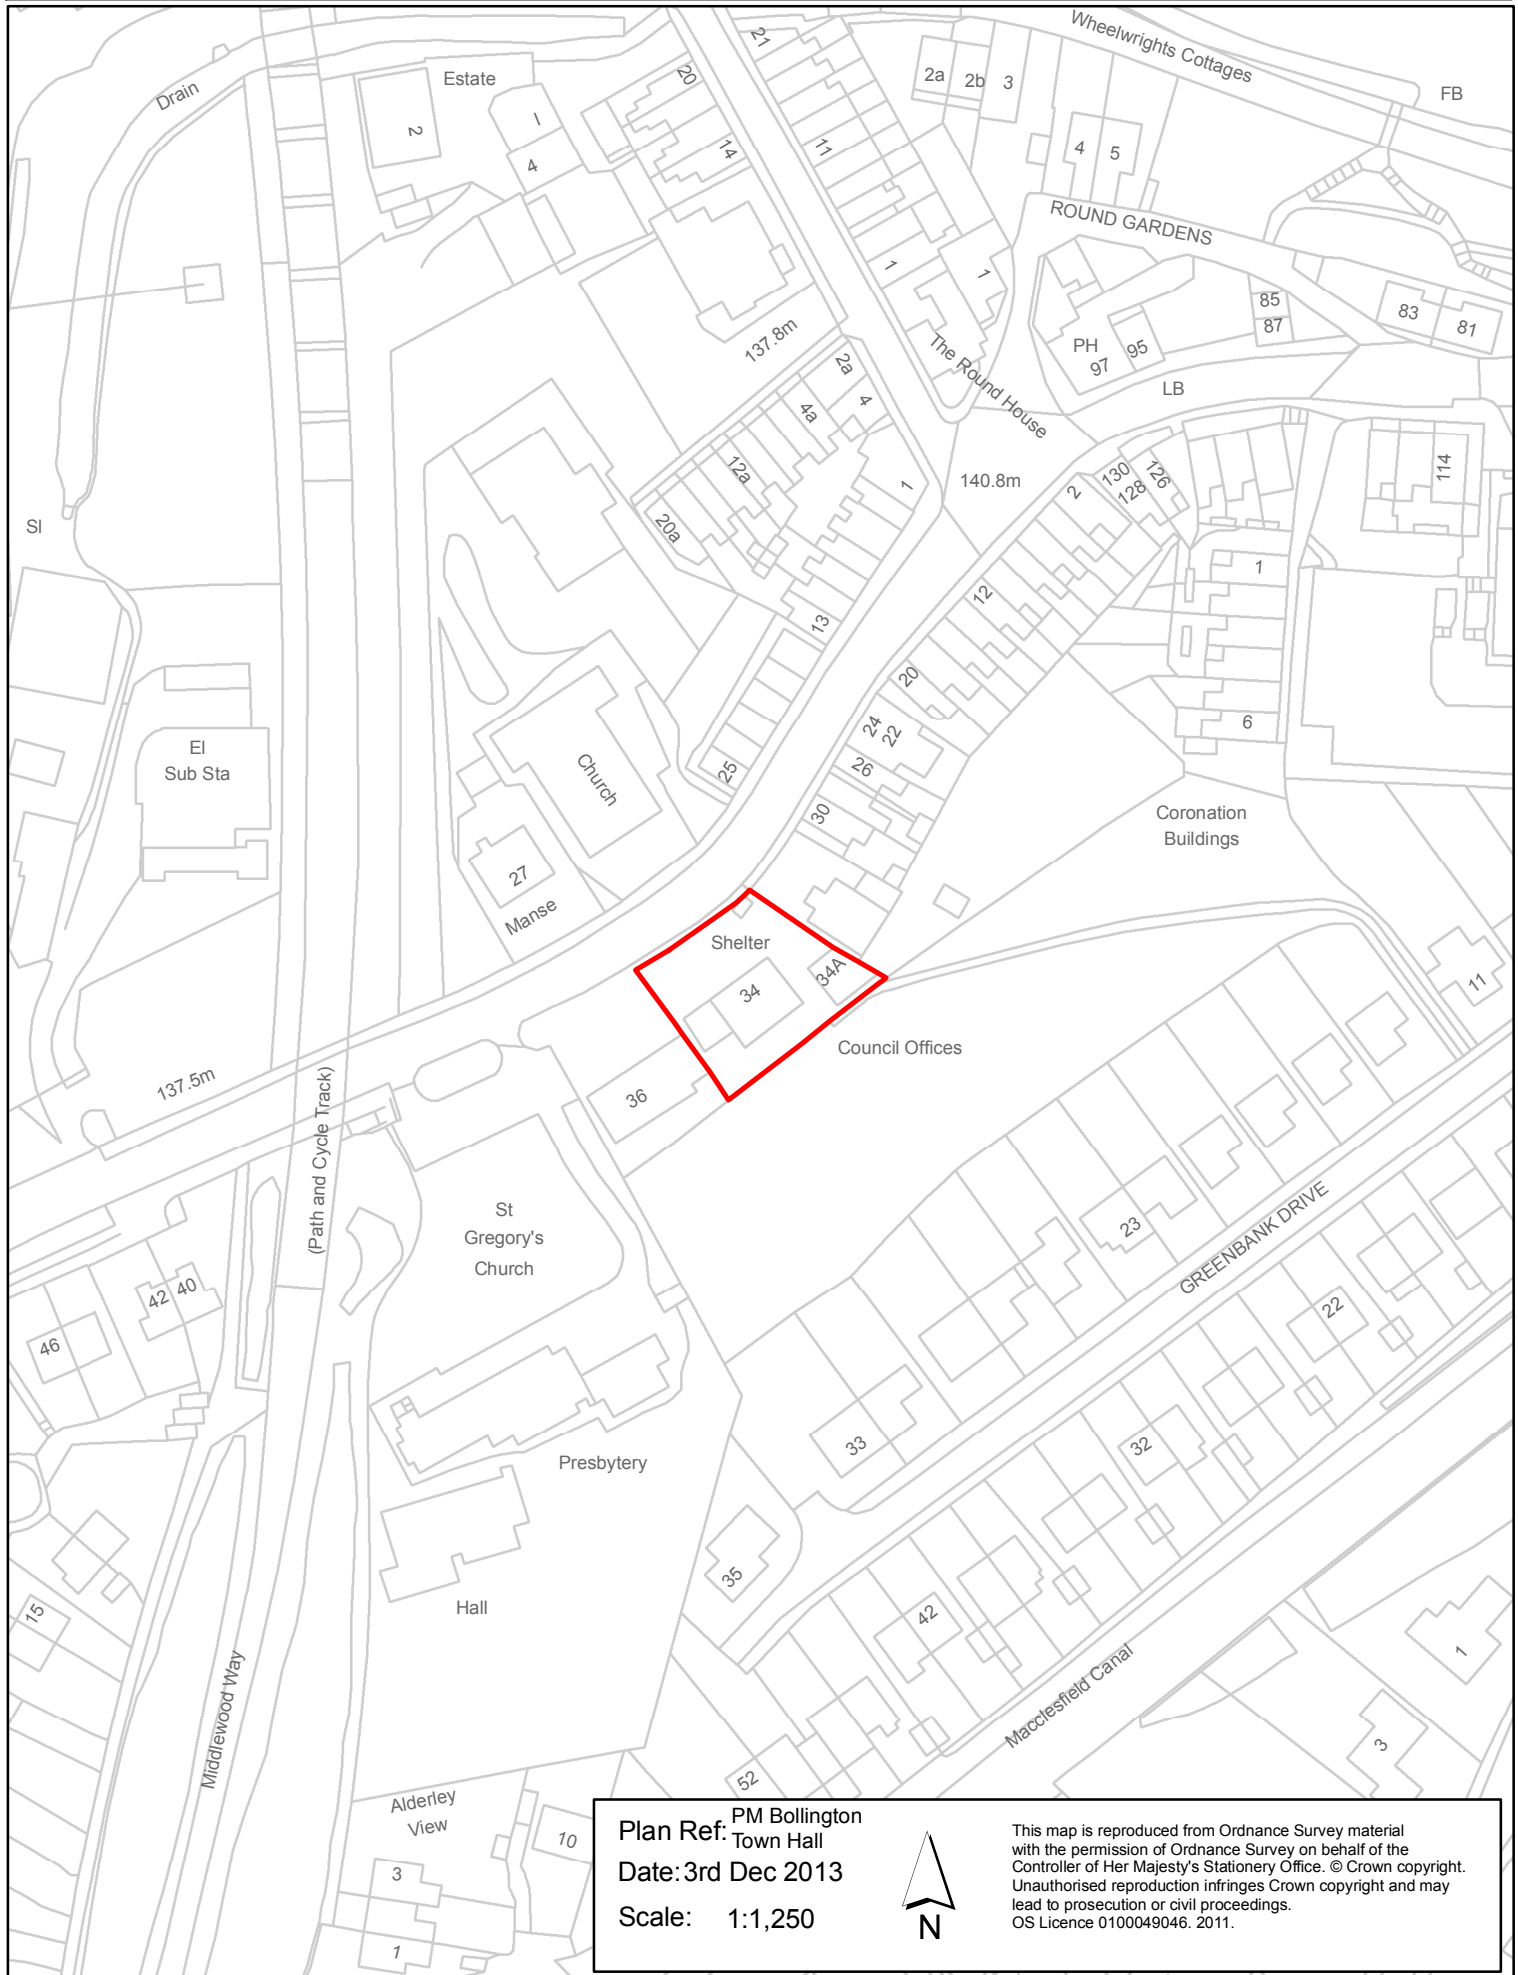 Wheelwrights Cottages
FB
Drain
Estate
2
I
4
20
14
21
11
1
1
2a
2b
3
4
5
ROUND GARDENS
85
87
83
81
PH
97
95
LB
The Round House
137.8m
2a
4
4a
12a
20a
1
13
25
140.8m
2
130
128
126
114
12
20
24
22
26
30
1
6
Sl
El
Sub Sta
Church
27
Manse
Coronation
Buildings
Shelter
34
34A
Council Offices
36
11
137.5m
(Path and Cycle Track)
St
Gregory's
Church
42
40
46
23
GREENBANK DRIVE
22
33
32
Presbytery
35
42
Hall
15
Middlewood Way
Macclesfield Canal
1
3
52
Alderley
View
10
3
1
Plan Ref: PM Bollington
Town Hall
Date: 3rd Dec 2013
Scale: 1:1,250
N
This map is reproduced from Ordnance Survey material
with the permission of Ordnance Survey on behalf of the
Controller of Her Majesty's Stationery Office. © Crown copyright.
Unauthorised reproduction infringes Crown copyright and may
lead to prosecution or civil proceedings.
OS Licence 0100049046. 2011.